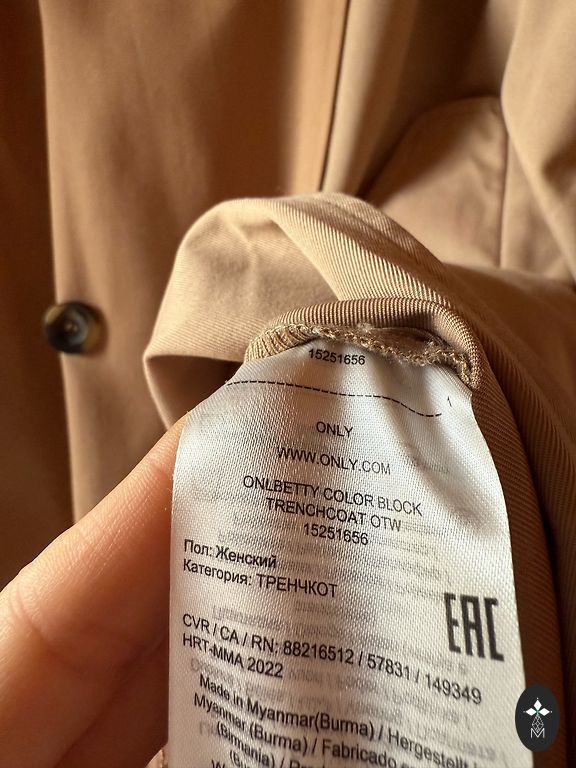 15251656
1
ONLY
WWW.ONLY.COM
ONLBETTY COLOR BLOCK
TRENCHCOAT OTW
15251656
Пол: Женский
Категория: ТРЕНЧКОТ
EAC
CVR / CA / RN: 88216512 / 57831 / 149349
HRT-MMA 2022
Made in Myanmar(Burma) / Hergestellt
Myanmar (Burma) / Fabricado
(Birmania) /